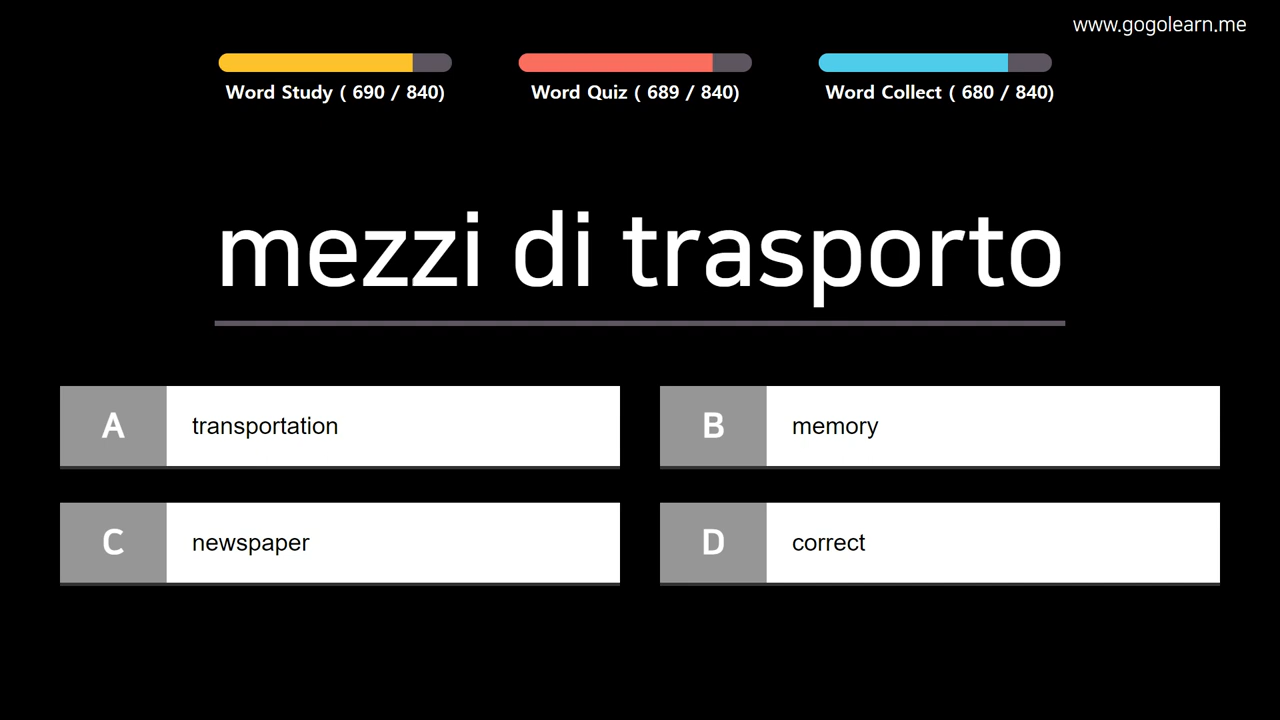 www.gogolearn.me
Word Study ( 690 / 840)
Word Quiz ( 689 / 840)
Word Collect ( 680 / 840)
mezzi di trasporto
A transportation
B memory
C newspaper
D correct